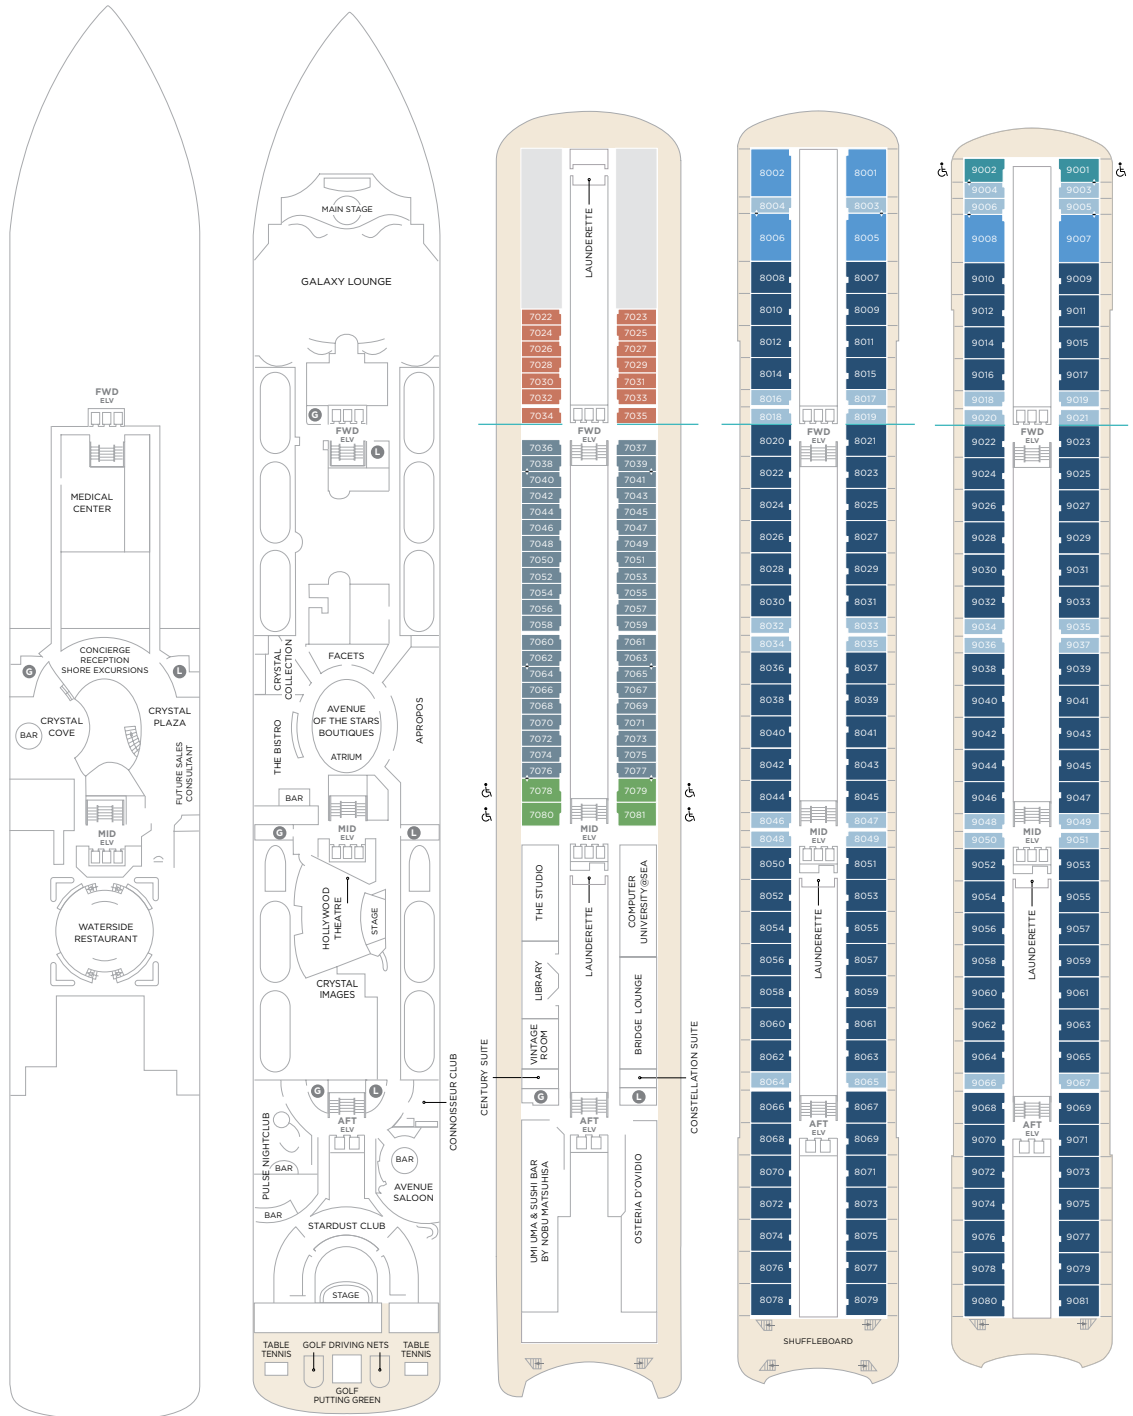 FWD
ELV
MEDICAL
CENTER
CONCIERGE
RECEPTION
SHORE EXCURSIONS
G
L
CRYSTAL
COVE
BAR
CRYSTAL
PLAZA
FUTURE SALES
CONSULTANT
MID
ELV
WATERSIDE
RESTAURANT
MAIN STAGE
GALAXY LOUNGE
G
FWD
ELV
L
CRYSTAL
COLLECTION
FACETS
THE BISTRO
AVENUE
OF THE STARS
BOUTIQUES
ATRIUM
APROPOS
BAR
G
MID
ELV
L
HOLLYWOOD
THEATRE
STAGE
CRYSTAL
IMAGES
G
L
AFT
ELV
CONNOISSEUR CLUB
PULSE NIGHTCLUB
BAR
BAR
BAR
AVENUE
SALOON
STARDUST CLUB
STAGE
TABLE
TENNIS
GOLF DRIVING NETS
TABLE
TENNIS
GOLF
PUTTING GREEN
LAUNDERETTE
7022 7023
7024 7025
7026 7027
7028 7029
7030 7031
7032 7033
7034 7035
FWD
ELV
7036 7037
7038 7039
7040 7041
7042 7043
7044 7045
7046 7047
7048 7049
7050 7051
7052 7053
7054 7055
7056 7057
7058 7059
7060 7061
7062 7063
7064 7065
7066 7067
7068 7069
7070 7071
7072 7073
7074 7075
7076 7077
7078 7079
7080 7081
MID
ELV
THE STUDIO
LAUNDERETTE
COMPUTER
UNIVERSITY@SEA
LIBRARY
BRIDGE LOUNGE
VINTAGE
ROOM
CENTURY SUITE
CONSTELLATION SUITE
G
L
AFT
ELV
UMI UMA & SUSHI BAR
BY NOBU MATSUHISA
OSTERIA D'OVIDIO
8002 8001
8004 8003
8006 8005
8008 8007
8010 8009
8012 8011
8014 8015
8016 8017
8018 8019
FWD
ELV
8020 8021
8022 8023
8024 8025
8026 8027
8028 8029
8030 8031
8032 8033
8034 8035
8036 8037
8038 8039
8040 8041
8042 8043
8044 8045
8046 8047
8048 8049
MID
ELV
8050 8051
8052 8053
8054 8055
8056 8057
8058 8059
8060 8061
8062 8063
8064 8065
LAUNDERETTE
8066 8067
8068 8069
AFT
ELV
8070 8071
8072 8073
8074 8075
8076 8077
8078 8079
SHUFFLEBOARD
9002 9001
9004 9003
9006 9005
9008 9007
9010 9009
9012 9011
9014 9015
9016 9017
9018 9019
9020 9021
FWD
ELV
9022 9023
9024 9025
9026 9027
9028 9029
9030 9031
9032 9033
9034 9035
9036 9037
9038 9039
9040 9041
9042 9043
9044 9045
9046 9047
9048 9049
9050 9051
MID
ELV
9052 9053
9054 9055
9056 9057
9058 9059
9060 9061
9062 9063
9064 9065
9066 9067
LAUNDERETTE
9068 9069
9070 9071
AFT
ELV
9072 9073
9074 9075
9076 9077
9078 9079
9080 9081